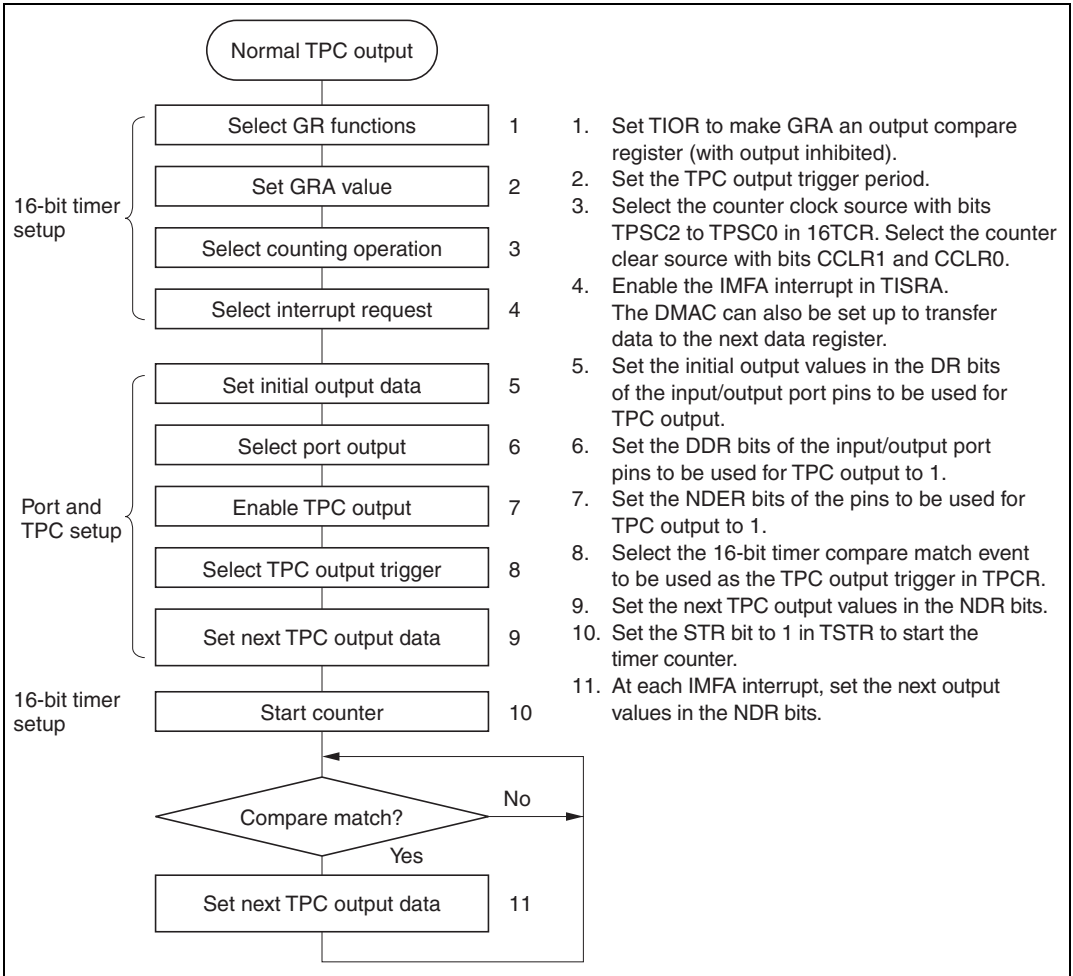 Normal TPC output
16-bit timer
setup
Select GR functions
1
Set GRA value
2
Select counting operation
3
Select interrupt request
4
Port and
TPC setup
Set initial output data
5
Select port output
6
Enable TPC output
7
Select TPC output trigger
8
Set next TPC output data
9
16-bit timer
setup
Start counter
10
Compare match?
No
Yes
Set next TPC output data
11
1. Set TIOR to make GRA an output compare
register (with output inhibited).
2. Set the TPC output trigger period.
3. Select the counter clock source with bits
TPSC2 to TPSC0 in 16TCR. Select the counter
clear source with bits CCLR1 and CCLR0.
4. Enable the IMFA interrupt in TISRA.
The DMAC can also be set up to transfer
data to the next data register.
5. Set the initial output values in the DR bits
of the input/output port pins to be used for
TPC output.
6. Set the DDR bits of the input/output port
pins to be used for TPC output to 1.
7. Set the NDER bits of the pins to be used for
TPC output to 1.
8. Select the 16-bit timer compare match event
to be used as the TPC output trigger in TPCR.
9. Set the next TPC output values in the NDR bits.
10. Set the STR bit to 1 in TSTR to start the
timer counter.
11. At each IMFA interrupt, set the next output
values in the NDR bits.